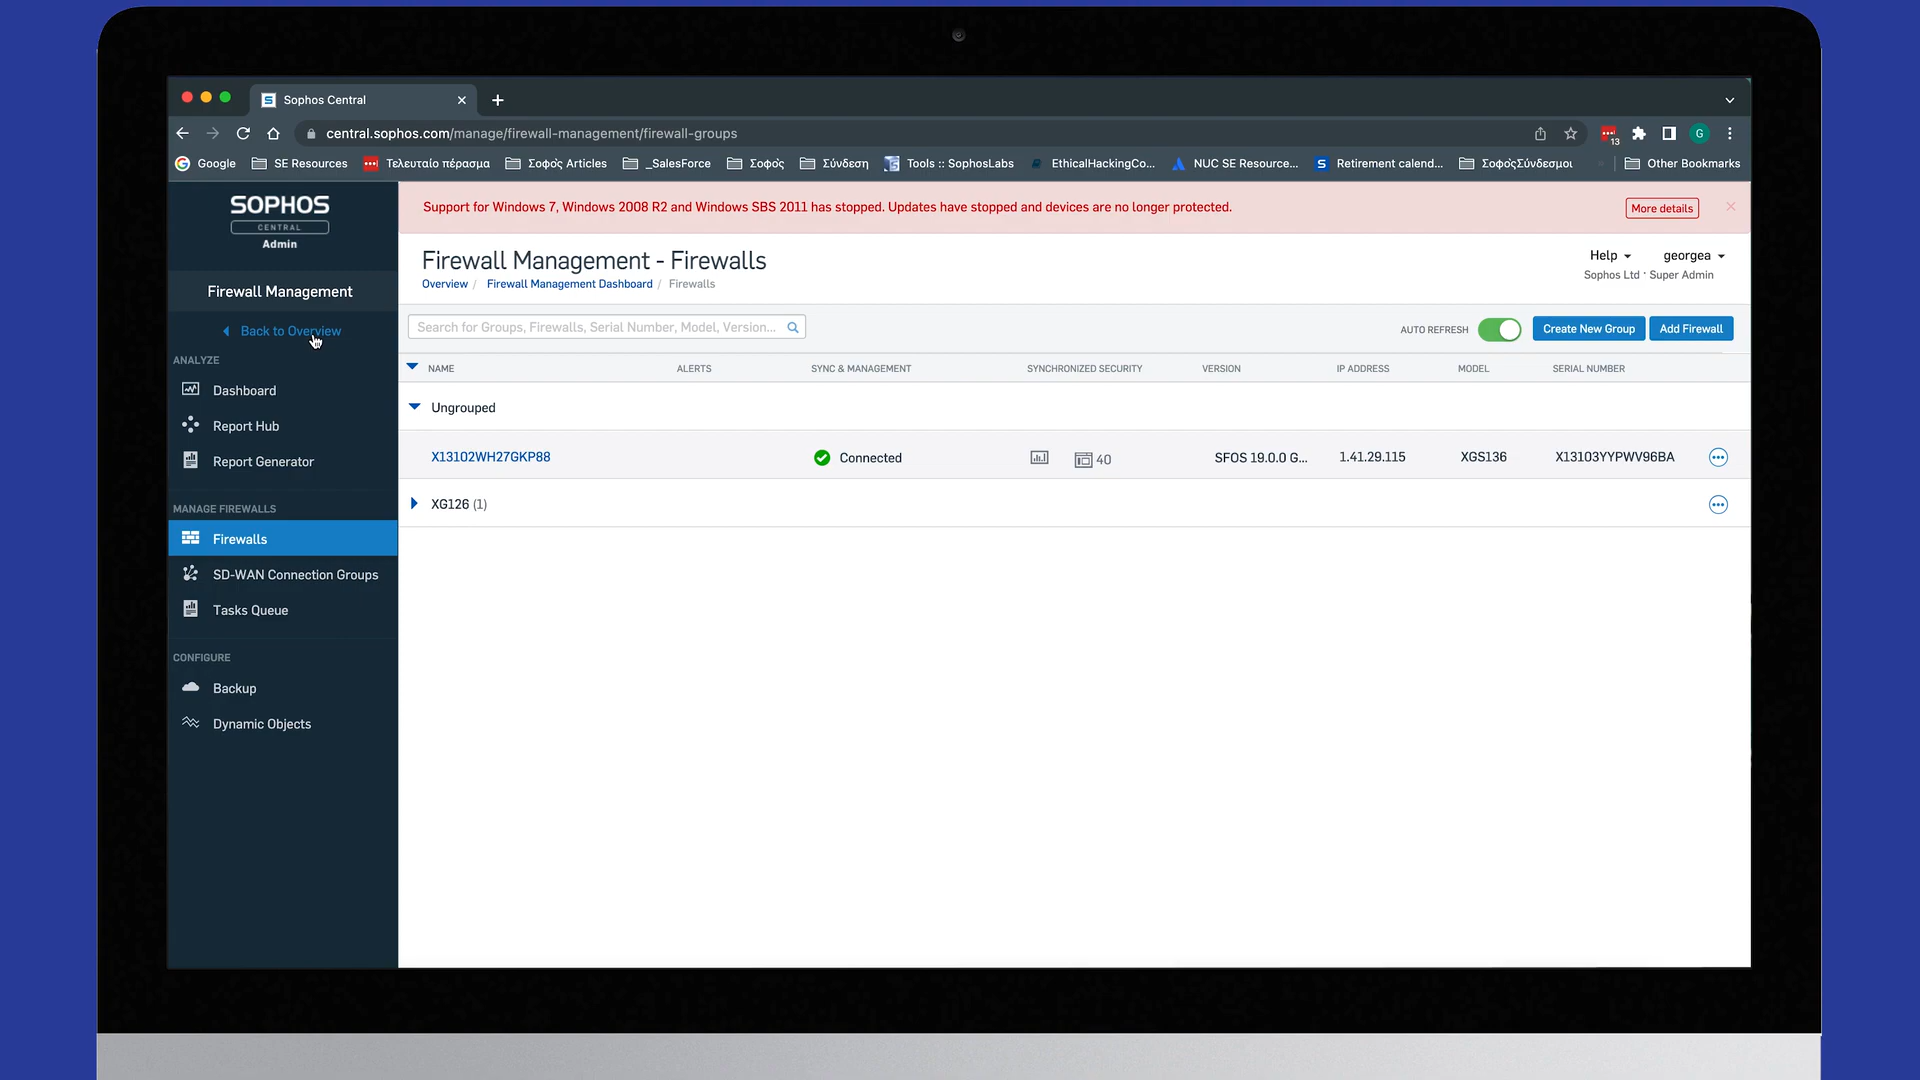 Sophos Central
central.sophos.com/manage/firewall-management/firewall-groups
13
G
Google
SE Resources
Τελευταίο πέρασμα
Σοφός Articles
_SalesForce
Σοφός
Σύνδεση
Tools :: SophosLabs
EthicalHackingCo...
NUC SE Resource...
S Retirement calend...
ΣοφόςΣύνδεσμοι
Other Bookmarks
SOPHOS
CENTRAL
Admin
Firewall Management
Back to Overview
ANALYZE
Dashboard
Report Hub
Report Generator
MANAGE FIREWALLS
Firewalls
SD-WAN Connection Groups
Tasks Queue
CONFIGURE
Backup
Dynamic Objects
Support for Windows 7, Windows 2008 R2 and Windows SBS 2011 has stopped. Updates have stopped and devices are no longer protected.
More details
Firewall Management - Firewalls
Overview / Firewall Management Dashboard / Firewalls
Help
georgea
Sophos Ltd · Super Admin
Search for Groups, Firewalls, Serial Number, Model, Version...
AUTO REFRESH
Create New Group
Add Firewall
NAME ALERTS SYNC & MANAGEMENT SYNCHRONIZED SECURITY VERSION IP ADDRESS MODEL SERIAL NUMBER
Ungrouped
X13102WH27GKP88 Connected 40 SFOS 19.0.0 G... 1.41.29.115 XGS136 X13103YYPWV96BA
XG126 (1)